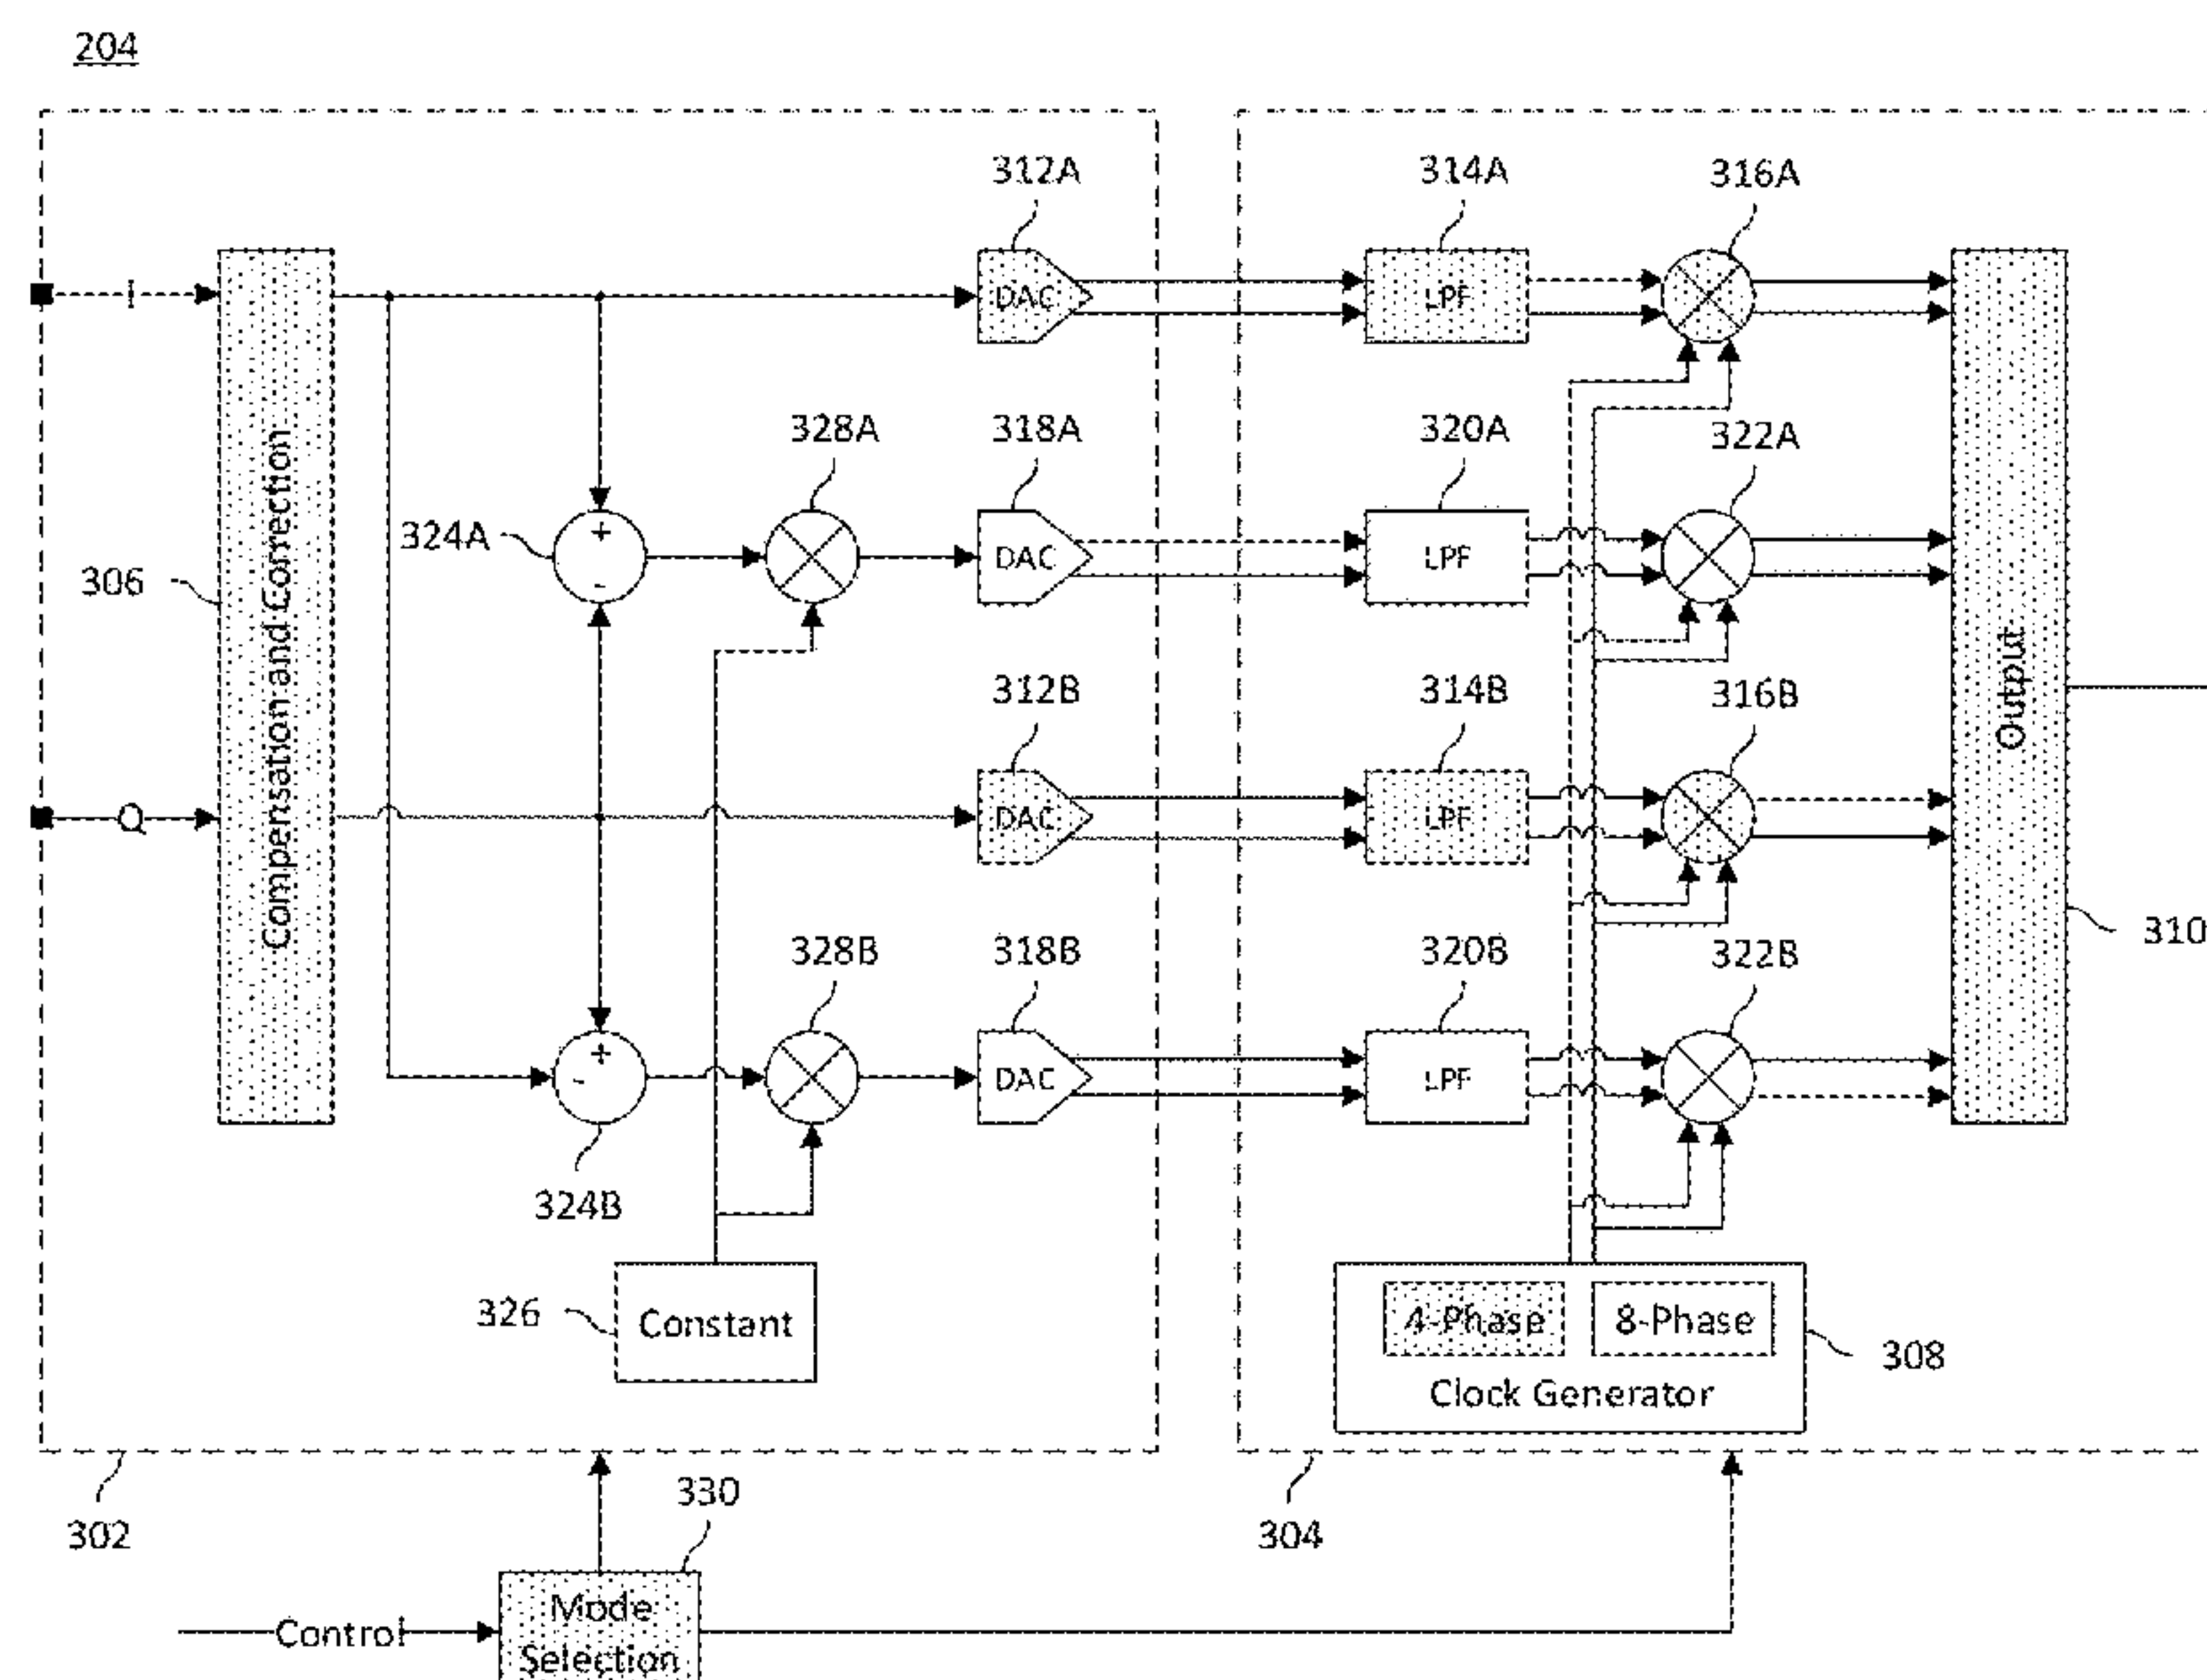 204
312A
314A
316A
I
DAC
LPF
328A
318A
320A
322A
324A
+
-
DAC
LPF
306
Compensation and Correction
312B
314B
316B
Output
Q
DAC
LPF
310
328B
318B
320B
322B
+
-
DAC
LPF
324B
326
Constant
4-Phase
8-Phase
308
Clock Generator
302
330
304
Control
Mode
Selection